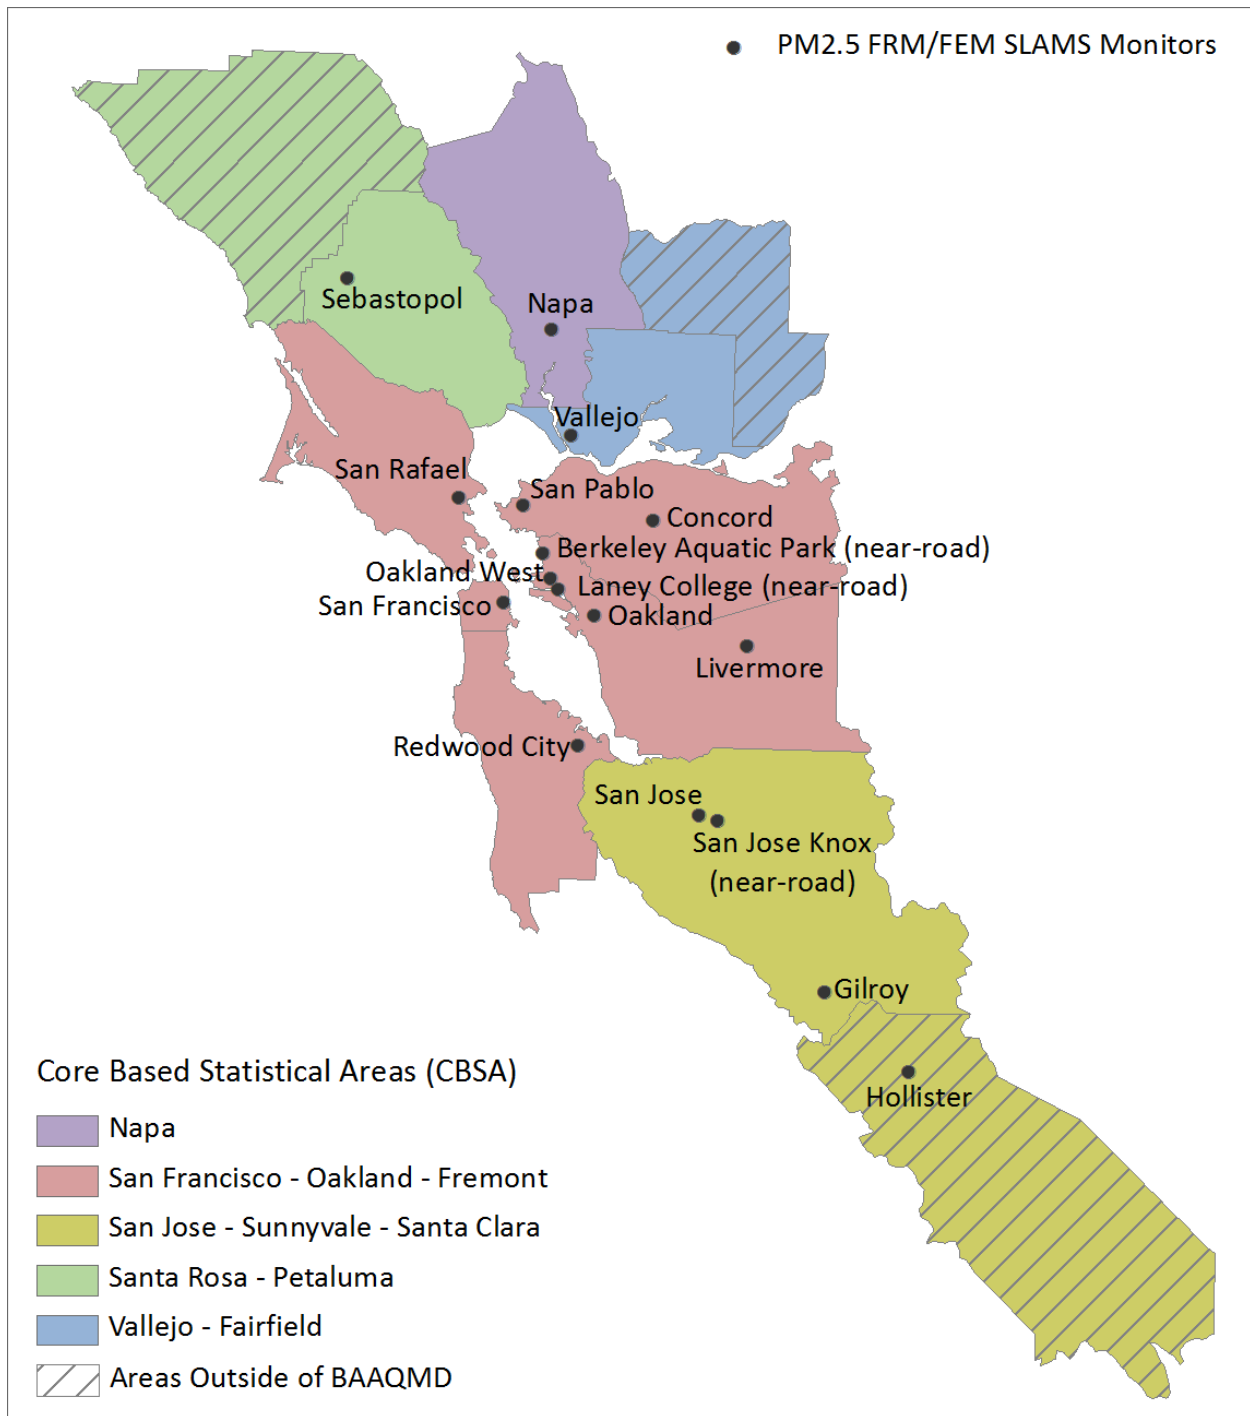 PM2.5 FRM/FEM SLAMS Monitors
Sebastopol
Napa
Vallejo
San Rafael
San Pablo
Concord
Berkeley Aquatic Park (near-road)
Oakland West
Laney College (near-road)
San Francisco
Oakland
Livermore
Redwood City
San Jose
San Jose Knox
(near-road)
Gilroy
Hollister
Core Based Statistical Areas (CBSA)
Napa
San Francisco - Oakland - Fremont
San Jose - Sunnyvale - Santa Clara
Santa Rosa - Petaluma
Vallejo - Fairfield
Areas Outside of BAAQMD